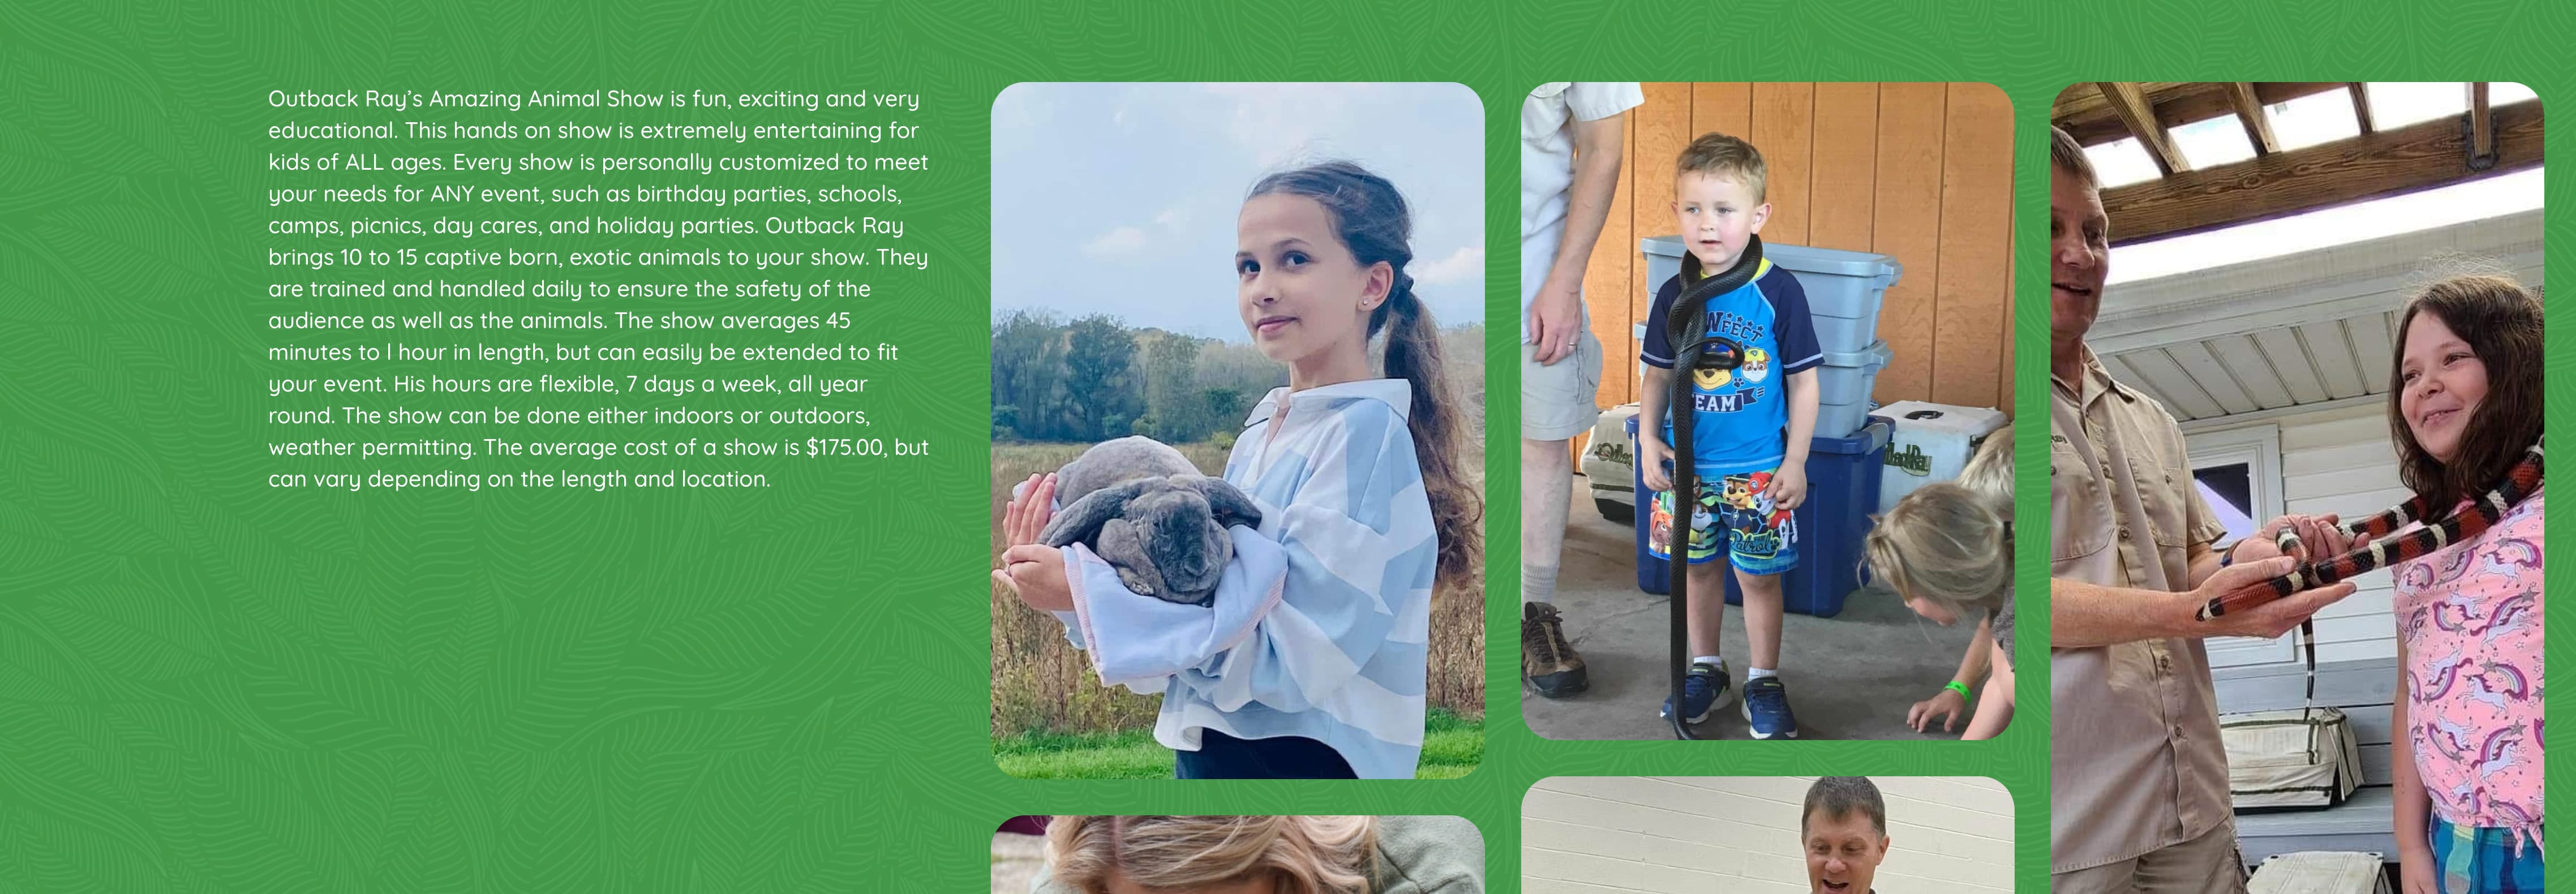 Outback Ray’s Amazing Animal Show is fun, exciting and very
educational. This hands on show is extremely entertaining for
kids of ALL ages. Every show is personally customized to meet
your needs for ANY event, such as birthday parties, schools,
camps, picnics, day cares, and holiday parties. Outback Ray
brings 10 to 15 captive born, exotic animals to your show. They
are trained and handled daily to ensure the safety of the
audience as well as the animals. The show averages 45
minutes to l hour in length, but can easily be extended to fit
your event. His hours are flexible, 7 days a week, all year
round. The show can be done either indoors or outdoors,
weather permitting. The average cost of a show is $175.00, but
can vary depending on the length and location.
TEAM
Patrol